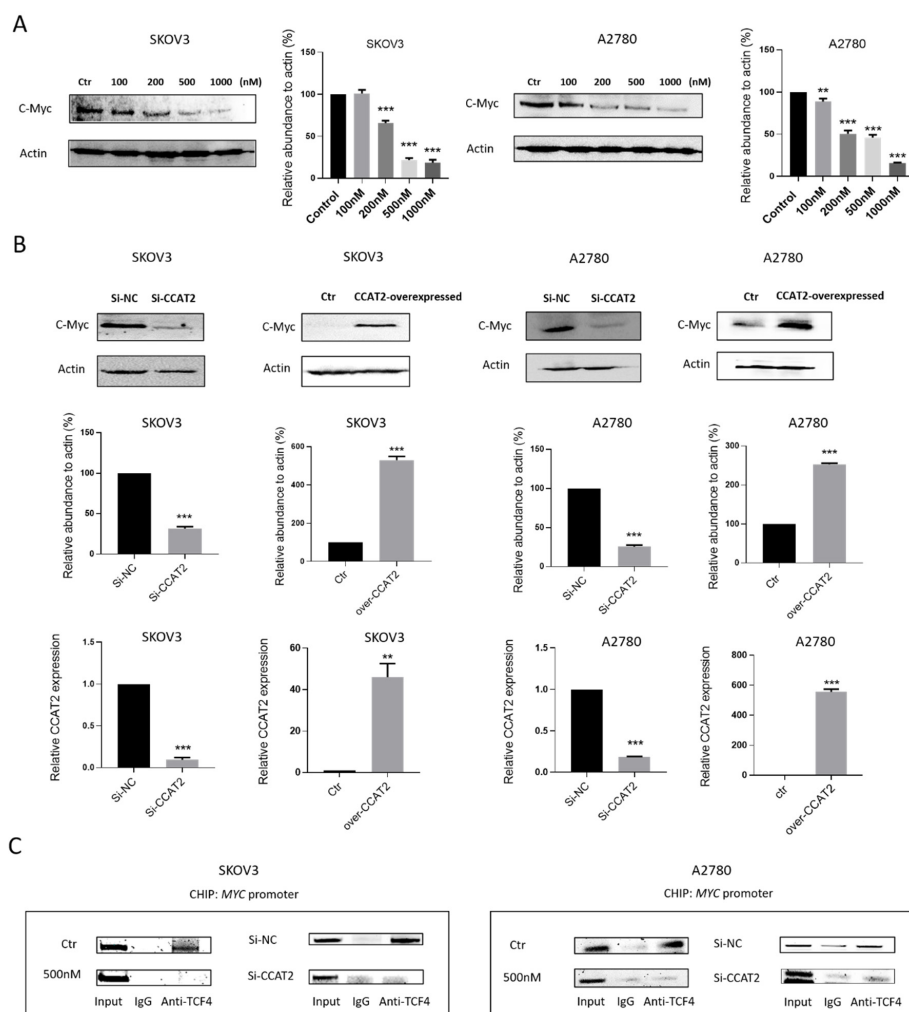 A
SKOV3
Ctr 100 200 500 1000 (nM)
C-Myc
Actin
SKOV3
Relative abundance to actin (%)
150
100
50
0
***
***
***
Control
100nM
200nM
500nM
1000nM
A2780
Ctr 100 200 500 1000 (nM)
C-Myc
Actin
A2780
Relative abundance to actin (%)
150
100
50
0
**
***
***
***
Control
100nM
200nM
500nM
1000nM
B
SKOV3
Si-NC Si-CCAT2
C-Myc
Actin
SKOV3
Ctr CCAT2-overexpressed
C-Myc
Actin
A2780
Si-NC Si-CCAT2
C-Myc
Actin
A2780
Ctr CCAT2-overexpressed
C-Myc
Actin
SKOV3
Relative abundance to actin (%)
150
100
50
0
***
Si-NC
Si-CCAT2
SKOV3
Relative abundance to actin (%)
600
400
200
0
***
Ctr
over-CCAT2
A2780
Relative abundance to actin (%)
150
100
50
0
***
Si-NC
Si-CCAT2
A2780
Relative abundance to actin (%)
300
200
100
0
***
Ctr
over-CCAT2
SKOV3
Relative CCAT2 expression
1.5
1.0
0.5
0.0
***
Si-NC
Si-CCAT2
SKOV3
Relative CCAT2 expression
60
40
20
0
**
Ctr
over-CCAT2
A2780
Relative CCAT2 expression
1.5
1.0
0.5
0.0
***
Si-NC
Si-CCAT2
A2780
Relative CCAT2 expression
800
600
400
200
0
***
ctr
over-CCAT2
C
SKOV3
CHIP: MYC promoter
Ctr
500nM
Input IgG Anti-TCF4
Si-NC
Si-CCAT2
Input IgG Anti-TCF4
A2780
CHIP: MYC promoter
Ctr
500nM
Input IgG Anti-TCF4
Si-NC
Si-CCAT2
Input IgG Anti-TCF4